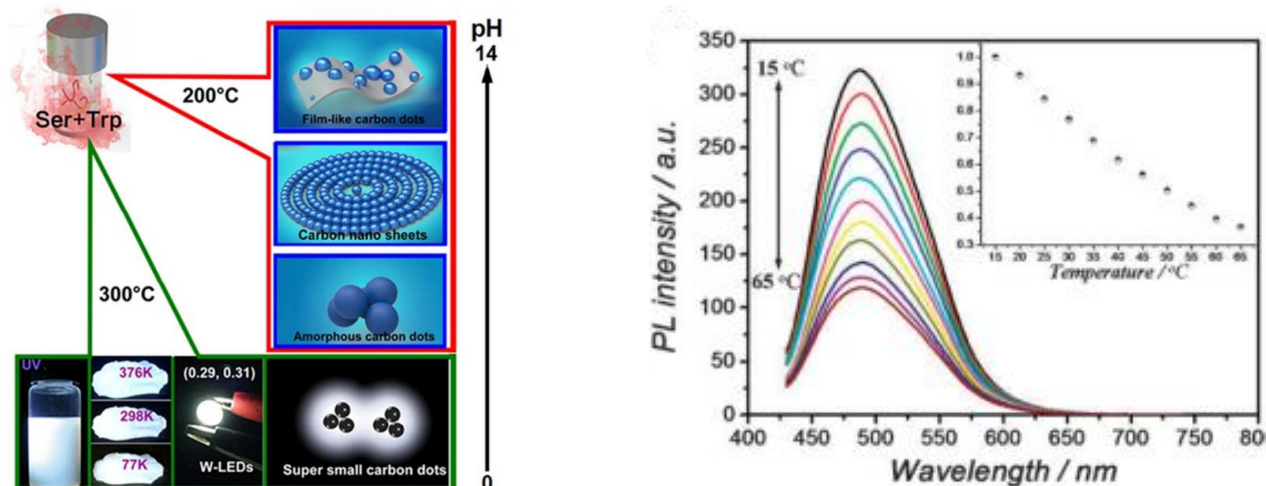 pH
14
200°C
Ser+Trp
Film-like carbon dots
Carbon nano sheets
300°C
Amorphous carbon dots
UV
376K
298K
77K
(0.29, 0.31)
W-LEDs
Super small carbon dots
0
PL intensity / a.u.
350
300
250
200
150
100
50
0
15 °C
65 °C
400 450 500 550 600 650 700 750 80
Wavelength / nm
1.0
0.9
0.8
0.7
0.6
0.5
0.4
0.3
15 20 25 30 35 40 45 50 55 60 65
Temperature / °C